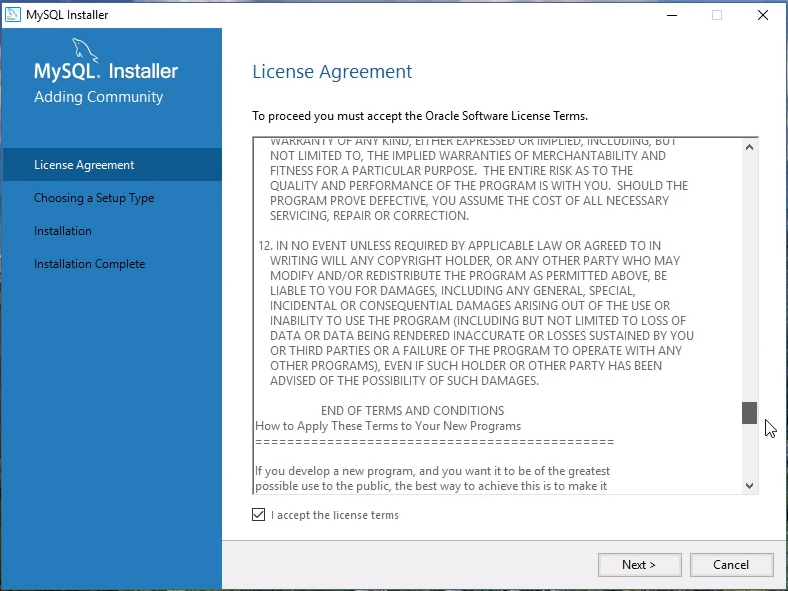 MySQL Installer
MySQL. Installer
Adding Community
License Agreement
Choosing a Setup Type
Installation
Installation Complete
License Agreement
To proceed you must accept the Oracle Software License Terms.
WARRANTY OF ANY KIND, EITHER EXPRESSED OR IMPLIED, INCLUDING, BUT
NOT LIMITED TO, THE IMPLIED WARRANTIES OF MERCHANTABILITY AND
FITNESS FOR A PARTICULAR PURPOSE.  THE ENTIRE RISK AS TO THE
QUALITY AND PERFORMANCE OF THE PROGRAM IS WITH YOU.  SHOULD THE
PROGRAM PROVE DEFECTIVE, YOU ASSUME THE COST OF ALL NECESSARY
SERVICING, REPAIR OR CORRECTION.
12. IN NO EVENT UNLESS REQUIRED BY APPLICABLE LAW OR AGREED TO IN
WRITING WILL ANY COPYRIGHT HOLDER, OR ANY OTHER PARTY WHO MAY
MODIFY AND/OR REDISTRIBUTE THE PROGRAM AS PERMITTED ABOVE, BE
LIABLE TO YOU FOR DAMAGES, INCLUDING ANY GENERAL, SPECIAL,
INCIDENTAL OR CONSEQUENTIAL DAMAGES ARISING OUT OF THE USE OR
INABILITY TO USE THE PROGRAM (INCLUDING BUT NOT LIMITED TO LOSS OF
DATA OR DATA BEING RENDERED INACCURATE OR LOSSES SUSTAINED BY YOU
OR THIRD PARTIES OR A FAILURE OF THE PROGRAM TO OPERATE WITH ANY
OTHER PROGRAMS), EVEN IF SUCH HOLDER OR OTHER PARTY HAS BEEN
ADVISED OF THE POSSIBILITY OF SUCH DAMAGES.
END OF TERMS AND CONDITIONS
How to Apply These Terms to Your New Programs
=============================================
If you develop a new program, and you want it to be of the greatest
possible use to the public, the best way to achieve this is to make it
I accept the license terms
Next >
Cancel